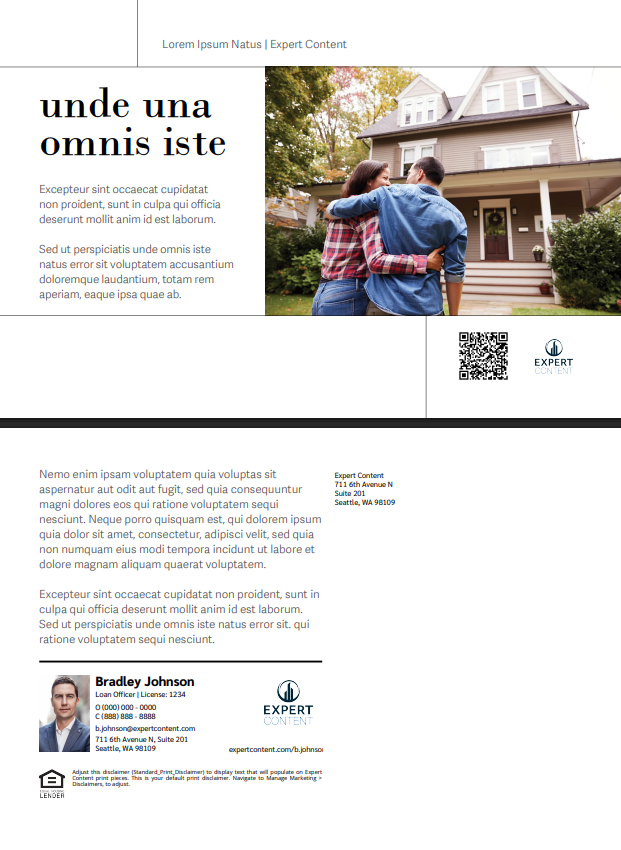 Lorem Ipsum Natus | Expert Content
unde una
omnis iste
Excepteur sint occaecat cupidatat
non proident, sunt in culpa qui officia
deserunt mollit anim id est laborum.
Sed ut perspiciatis unde omnis iste
natus error sit voluptatem accusantium
doloremque laudantium, totam rem
aperiam, eaque ipsa quae ab.
EXPERT
CONTENT
Nemo enim ipsam voluptatem quia voluptas sit
aspernatur aut odit aut fugit, sed quia consequuntur
magni dolores eos qui ratione voluptatem sequi
nesciunt. Neque porro quisquam est, qui dolorem ipsum
quia dolor sit amet, consectetur, adipisci velit, sed quia
non numquam eius modi tempora incidunt ut labore et
dolore magnam aliquam quaerat voluptatem.
Excepteur sint occaecat cupidatat non proident, sunt in
culpa qui officia deserunt mollit anim id est laborum.
Sed ut perspiciatis unde omnis iste natus error sit. qui
ratione voluptatem sequi nesciunt.
Expert Content
711 6th Avenue N
Suite 201
Seattle, WA 98109
Bradley Johnson
Loan Officer | License: 1234
O (000) 000 - 0000
C (888) 888 - 8888
b.johnson@expertcontent.com
711 6th Avenue N, Suite 201
Seattle, WA 98109
EXPERT
CONTENT
expertcontent.com/b.johnso
Adjust this disclaimer (Standard_Print_Disclaimer) to display text that will populate on Expert
Content print pieces. This is your default print disclaimer. Navigate to Manage Marketing >
Disclaimers, to adjust.
LENDER